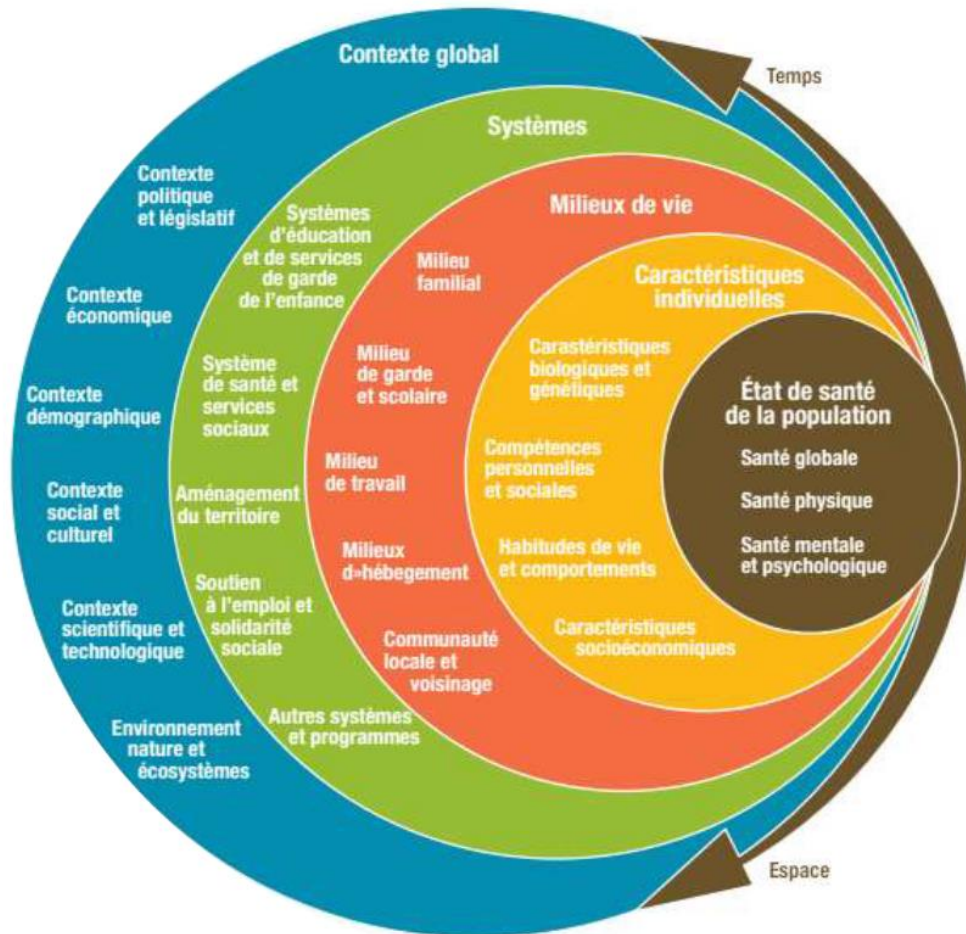 Contexte global
Temps
Systèmes
Contexte
politique
et législatif
Systèmes
d'éducation
et de services
de garde
de l'enfance
Milieux de vie
Milieu
familial
Caractéristiques
individuelles
Contexte
économique
Système
de santé et
services
sociaux
Milieu
de garde
et scolaire
Carastéristiques
biologiques et
génétiques
État de santé
de la population
Santé globale
Santé physique
Santé mentale
et psychologique
Contexte
démographique
Compétences
personnelles
et sociales
Milieu
de travail
Contexte
social et
culturel
Aménagement
du territoire
Milieux
d»hébegement
Habitudes de vie
et comportements
Contexte
scientifique et
technologique
Soutien
à l'emploi et
solidarité
sociale
Communauté
locale et
voisinage
Caractéristiques
socioéconomiques
Environnement
nature et
écosystèmes
Autres systèmes
et programmes
Espace